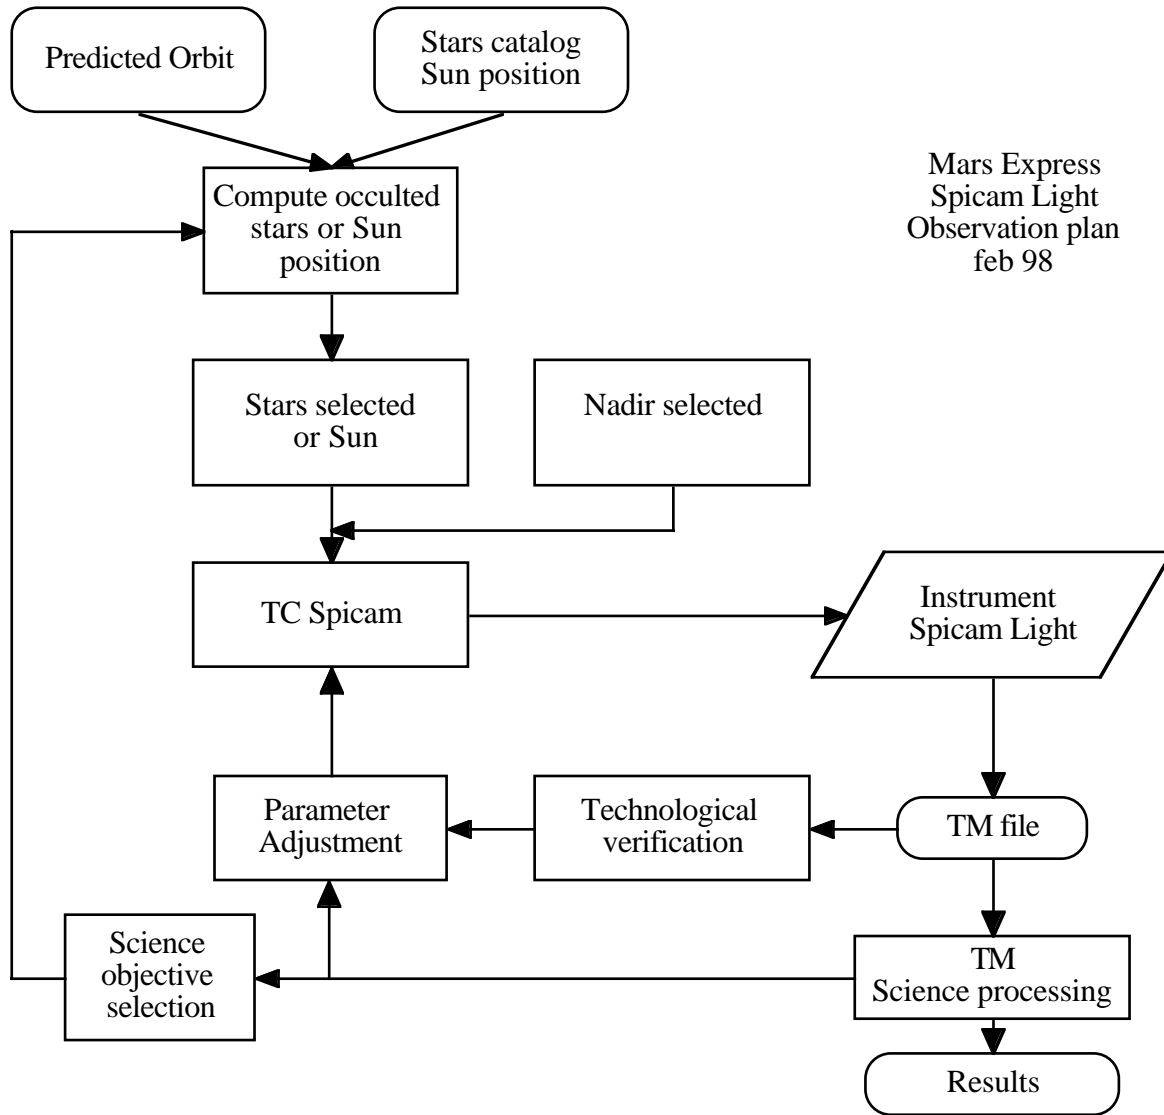 Predicted Orbit
Stars catalog
Sun position
Mars Express
Spicam Light
Observation plan
feb 98
Compute occulted
stars or Sun
position
Stars selected
or Sun
Nadir selected
TC Spicam
Instrument
Spicam Light
Parameter
Adjustment
Technological
verification
TM file
Science
objective
selection
TM
Science processing
Results